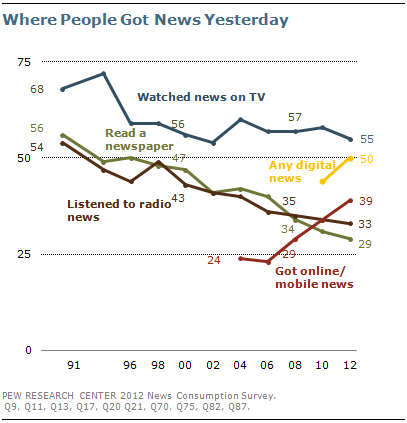 Where People Got News Yesterday
75
68
Watched news on TV
56
57
55
56
Read a
newspaper
54
50
47
Any digital
news
50
Listened to radio
news
43
35
39
34
33
29
29
25
24
Got online/
mobile news
0
91 96 98 00 02 04 06 08 10 12
PEW RESEARCH CENTER 2012 News Consumption Survey.
Q9, Q11, Q13, Q17, Q20 Q21, Q70, Q75, Q82, Q87.